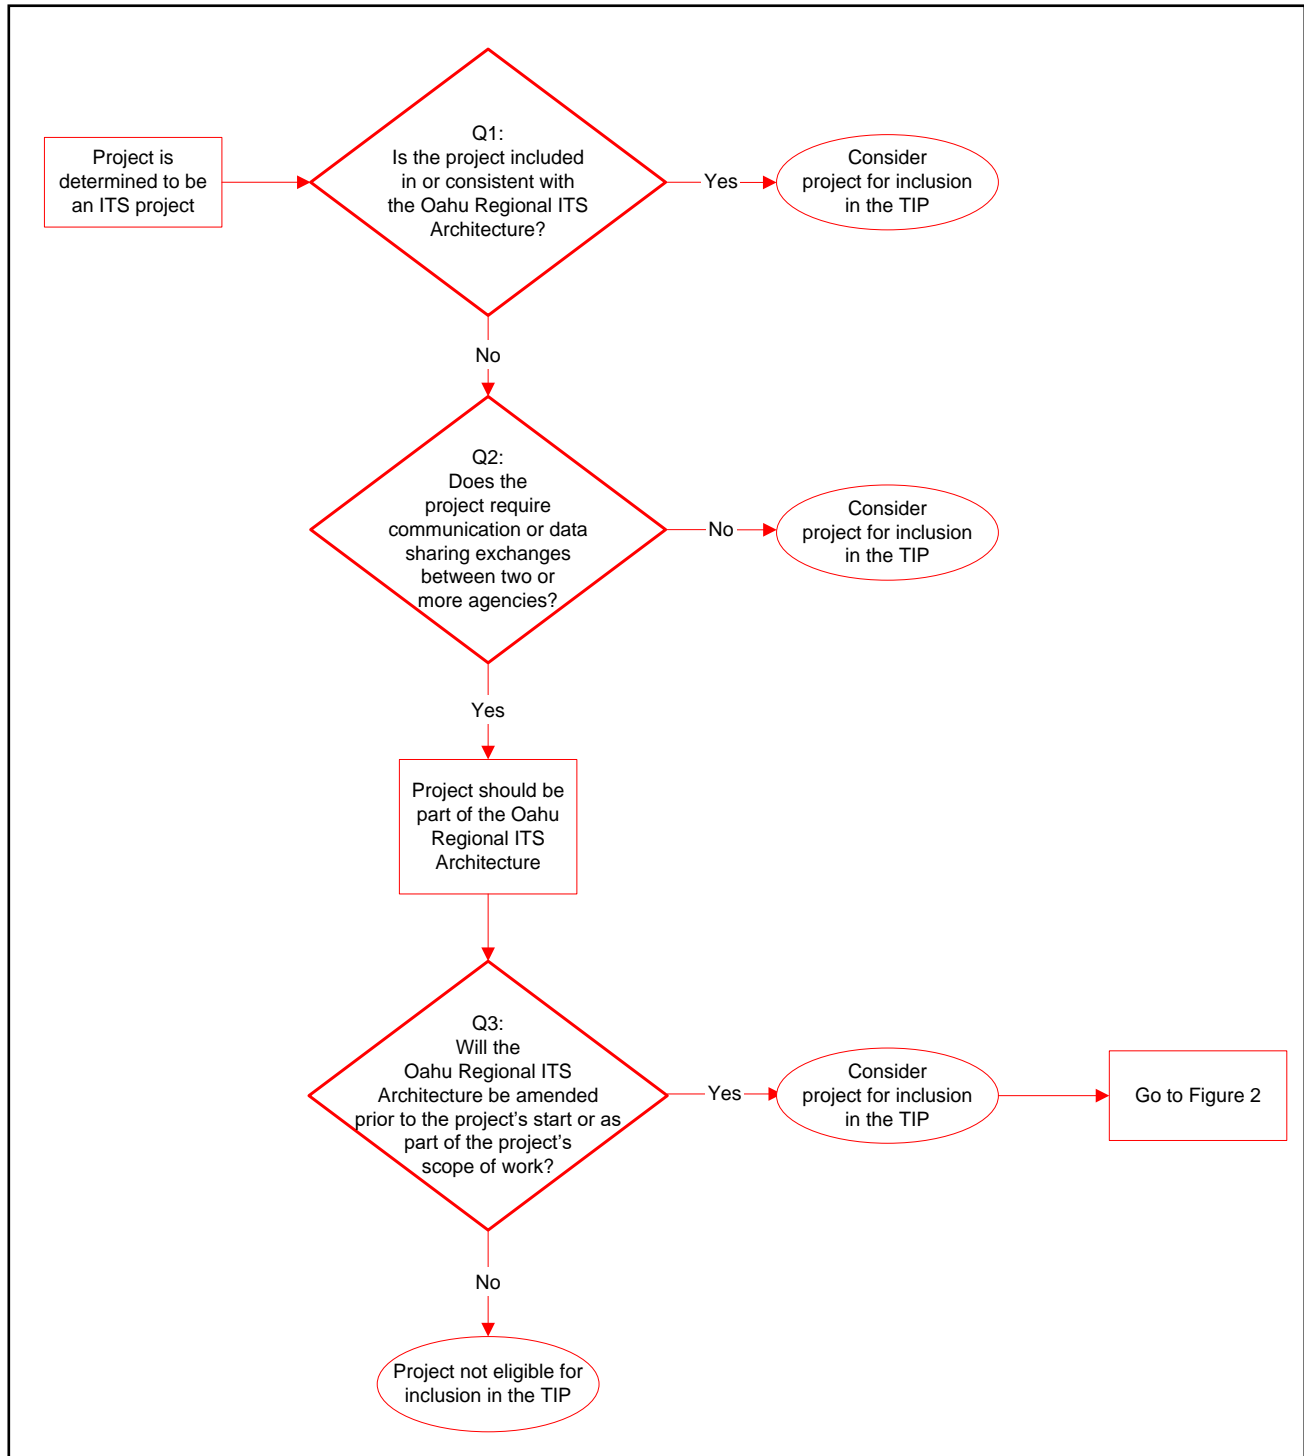 Project is
determined to be
an ITS project
Q1:
Is the project included
in or consistent with
the Oahu Regional ITS
Architecture?
Yes
Consider
project for inclusion
in the TIP
No
Q2:
Does the
project require
communication or data
sharing exchanges
between two or
more agencies?
No
Consider
project for inclusion
in the TIP
Yes
Project should be
part of the Oahu
Regional ITS
Architecture
Q3:
Will the
Oahu Regional ITS
Architecture be amended
prior to the project’s start or as
part of the project’s
scope of work?
Yes
Consider
project for inclusion
in the TIP
Go to Figure 2
No
Project not eligible for
inclusion in the TIP